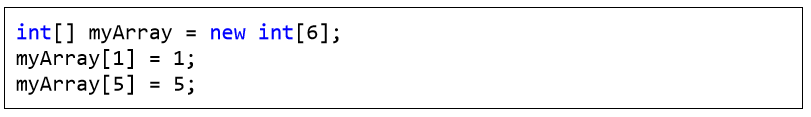 int[] myArray = new int[6];
myArray[1] = 1;
myArray[5] = 5;